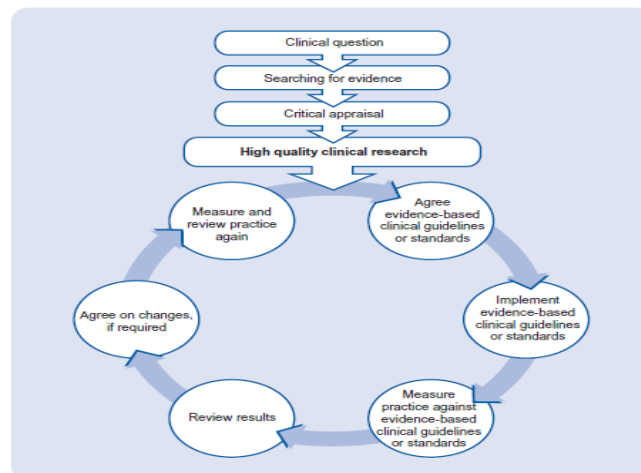 Clinical question
Searching for evidence
Critical appraisal
High quality clinical research
Measure and
review practice
again
Agree
evidence-based
clinical guidelines
or standards
Agree on changes,
if required
Implement
evidence-based
clinical guidelines
or standards
Review results
Measure
practice against
evidence-based
clinical guidelines
or standards